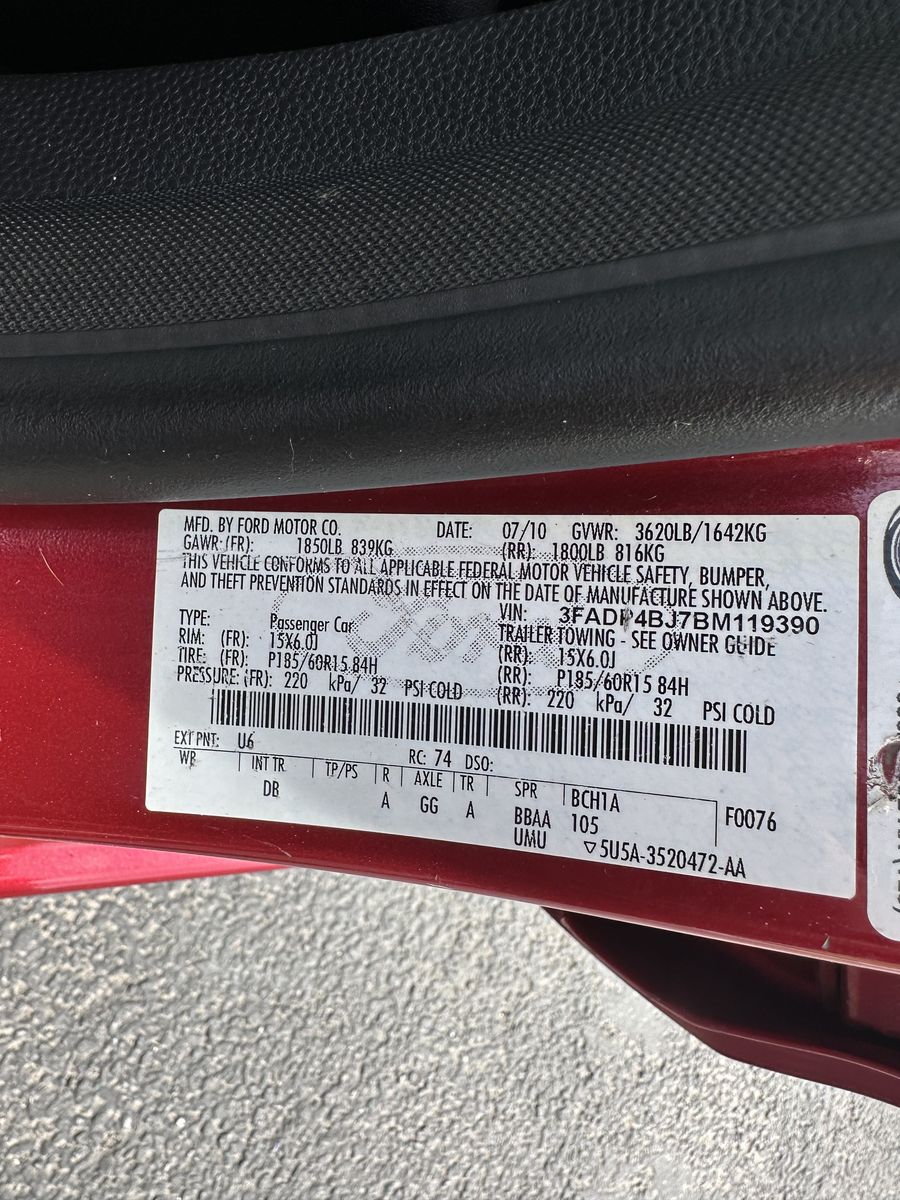 MFD. BY FORD MOTOR CO. DATE: 07/10 GVWR: 3620LB/1642KG
GAWR:(FR): 1850LB 839KG (RR): 1800LB 816KG
THIS VEHICLE CONFORMS TO ALL APPLICABLE FEDERAL MOTOR VEHICLE SAFETY, BUMPER,
AND THEFT PREVENTION STANDARDS IN EFFECT ON THE DATE OF MANUFACTURE SHOWN ABOVE.
VIN: 3FADP4BJ7BM119390
TYPE: Passenger Car TRAILER TOWING - SEE OWNER GUIDE
RIM: (FR): 15X6.0J (RR): 15X6.0J
TIRE: (FR): P185/60R15 84H (RR): P185/60R15 84H
PRESSURE: (FR): 220 kPa/ 32 PSI COLD (RR): 220 kPa/ 32 PSI COLD
EXT PNT: U6 RC: 74 DSO:
WB INT TR TP/PS R AXLE TR SPR BCH1A F0076
DB A GG A BBAA 105
UMU ▽5U5A-3520472-AA